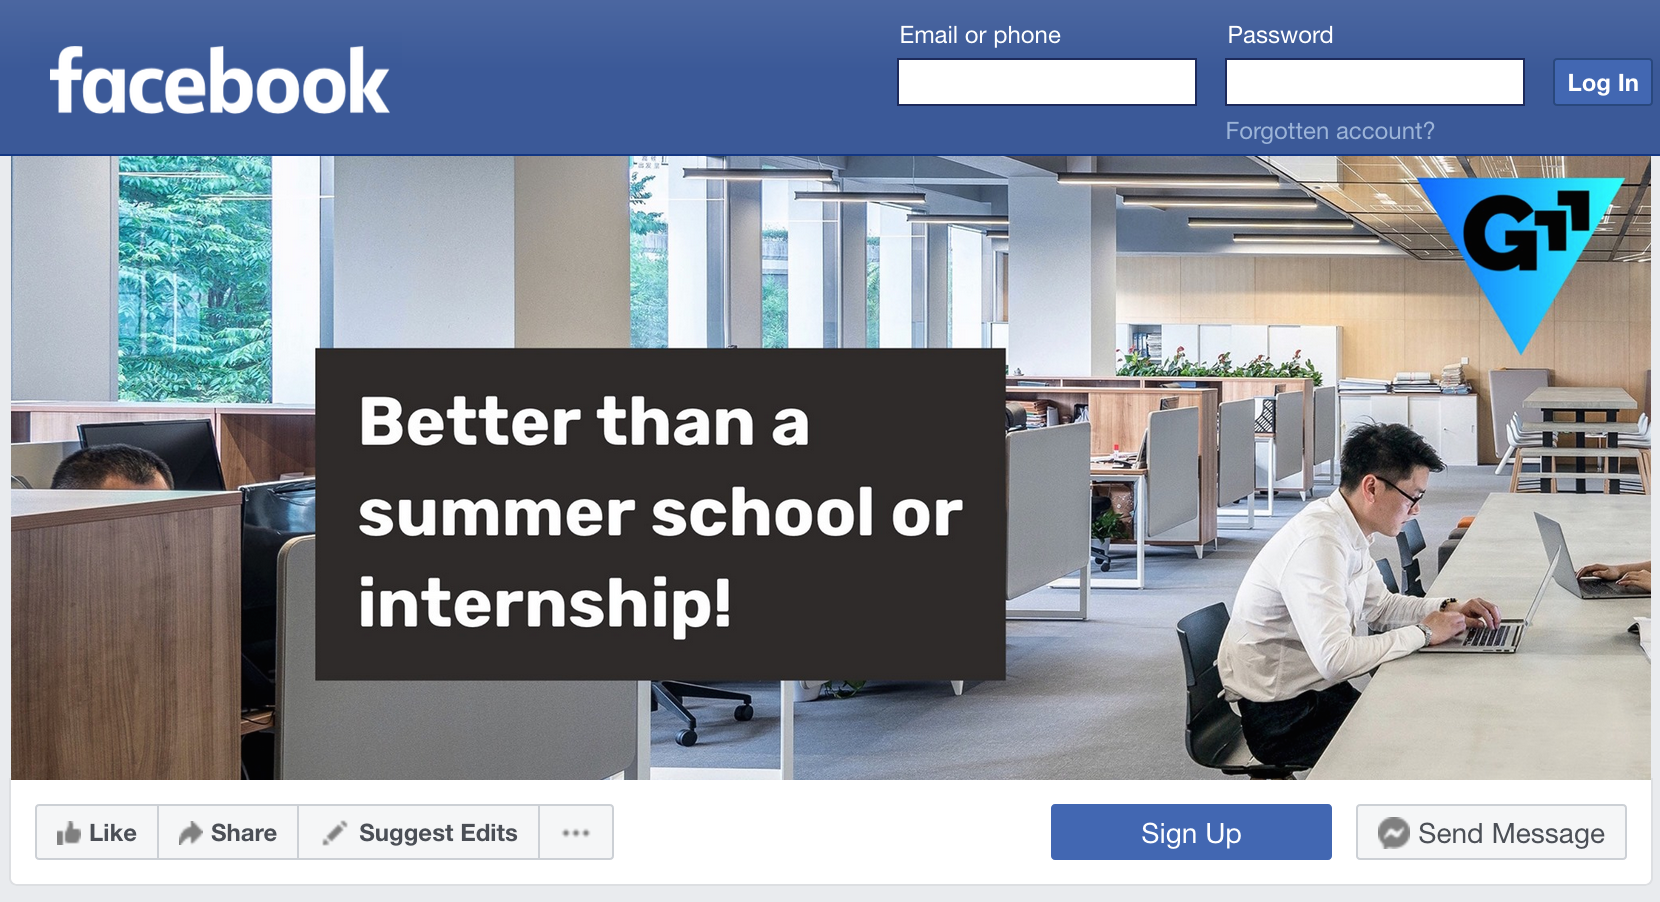 facebook
Email or phone
Password
Log In
Forgotten account?
G
Better than a
summer school or
internship!
Like
Share
Suggest Edits
Sign Up
Send Message